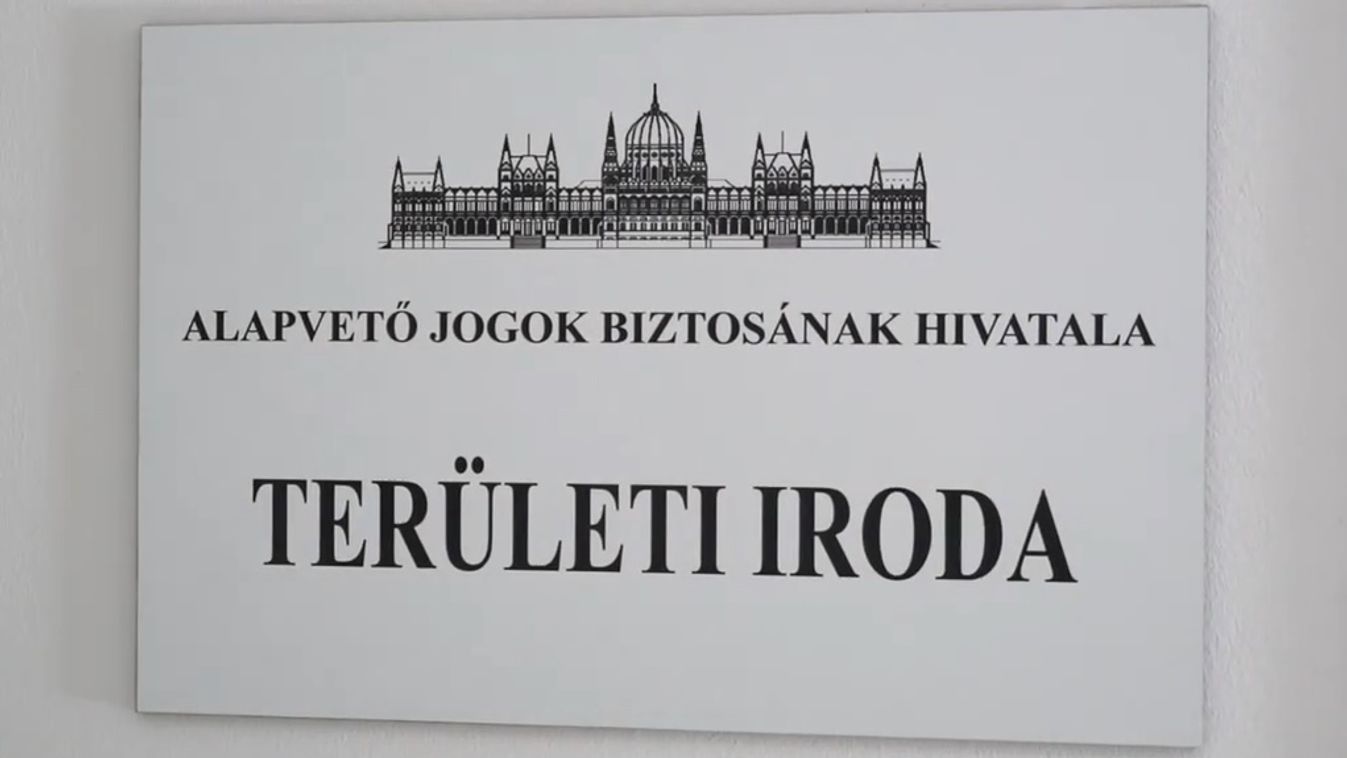 ALAPVETŐ JOGOK BIZTOSÁNAK HIVATALA
TERÜLETI IRODA